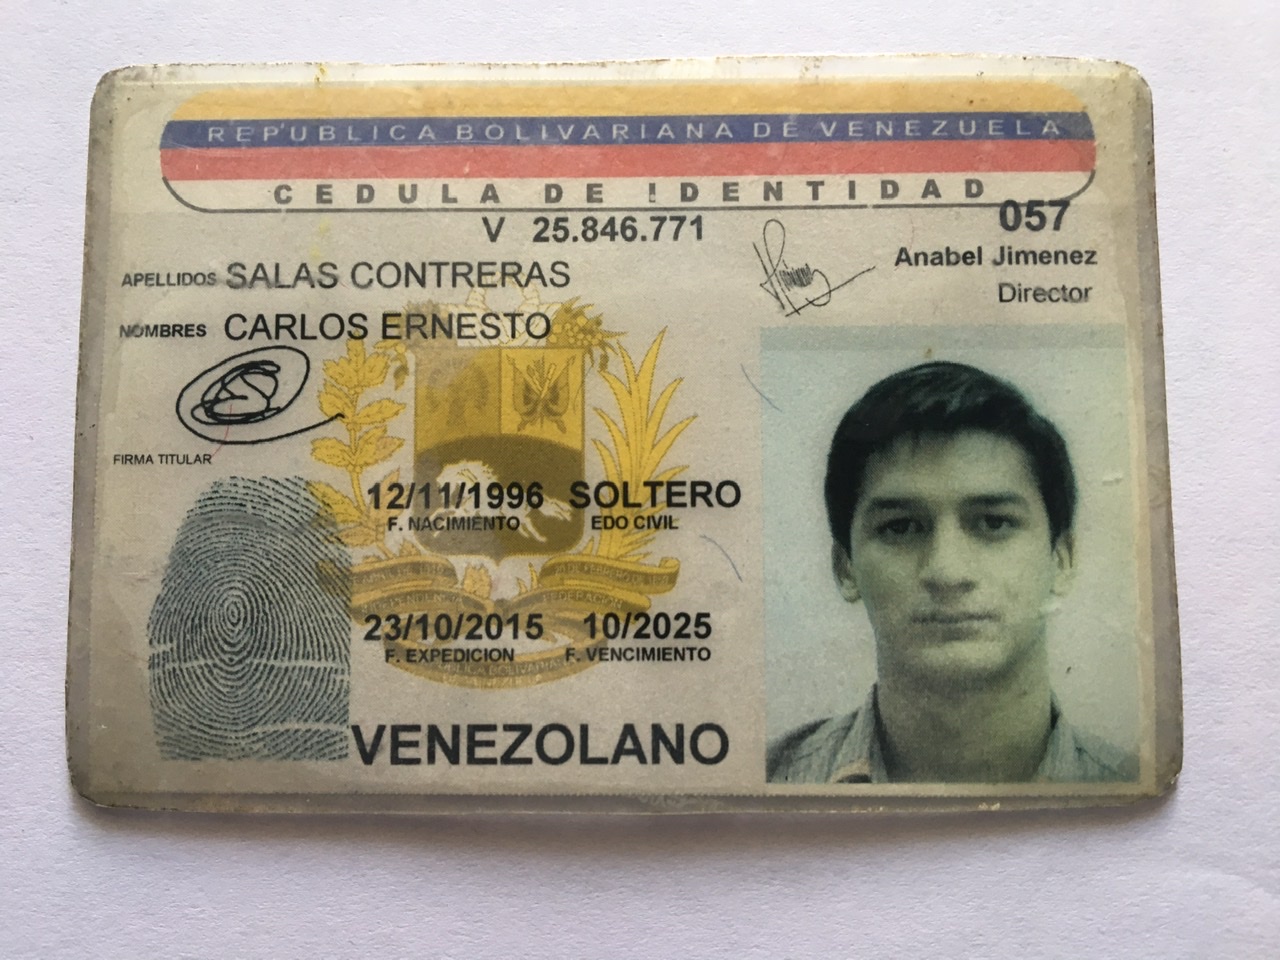 REPÚBLICA BOLIVARIANA DE VENEZUELA
CEDULA DE IDENTIDAD
V 25.846.771
057
Anabel Jimenez
Director
APELLIDOS SALAS CONTRERAS
NOMBRES CARLOS ERNESTO
FIRMA TITULAR
12/11/1996 SOLTERO
F. NACIMIENTO EDO CIVIL
23/10/2015 10/2025
F. EXPEDICION F. VENCIMIENTO
VENEZOLANO